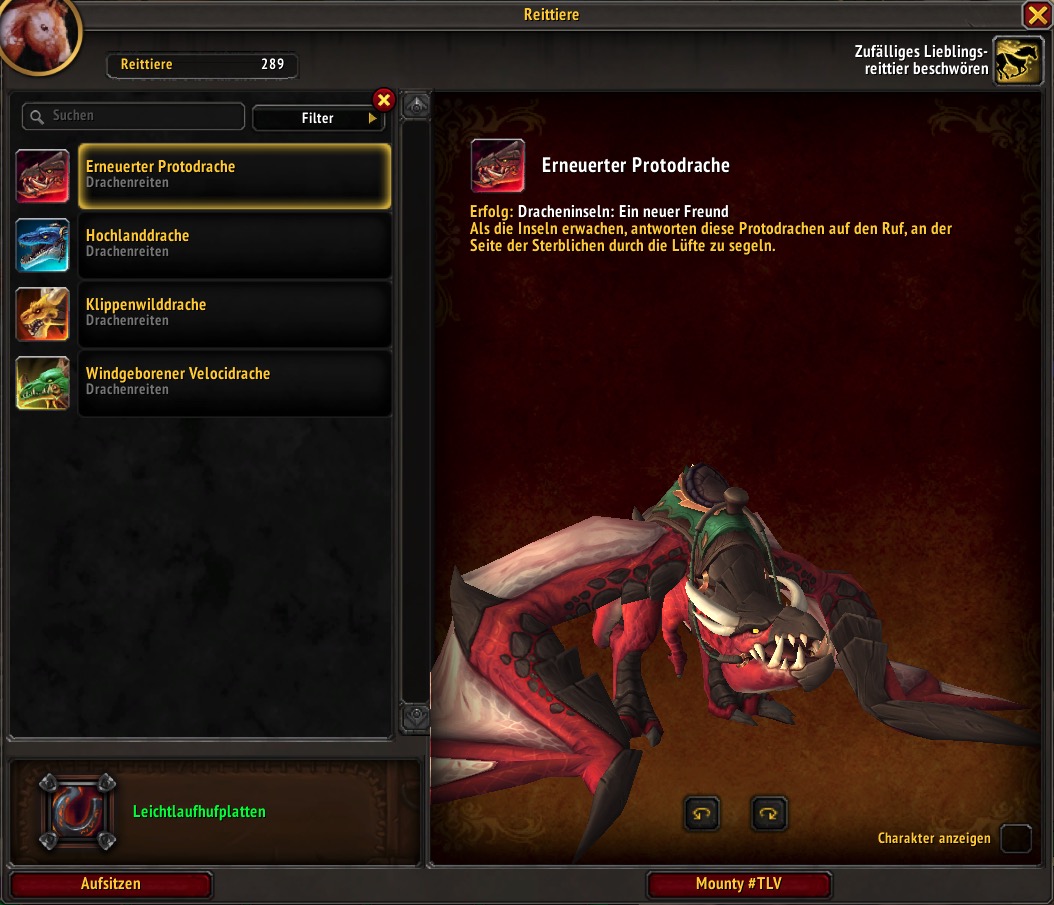 Reittiere
Reittiere 289
Zufälliges Lieblings-
reittier beschwören
Suchen
Filter
Erneuerter Protodrache
Drachenreiten
Hochlanddrache
Drachenreiten
Klippenwilddrache
Drachenreiten
Windgeborener Velocidrache
Drachenreiten
Erneuerter Protodrache
Erfolg: Dracheninseln: Ein neuer Freund
Als die Inseln erwachen, antworten diese Protodrachen auf den Ruf, an der
Seite der Sterblichen durch die Lüfte zu segeln.
Leichtlaufhufplatten
Charakter anzeigen
Aufsitzen
Mounty #TLV